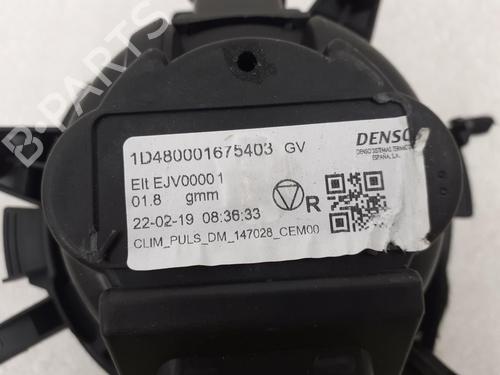 B-PARTS
1D480001675403 GV
DENSO
DENSO SISTEMAS TERMICOS
ESPAÑA, S.A.
Elt EJV00001
01.8 gmm
22-02-19 08:36:33
R
CLIM_PULS_DM_147028_CEM00